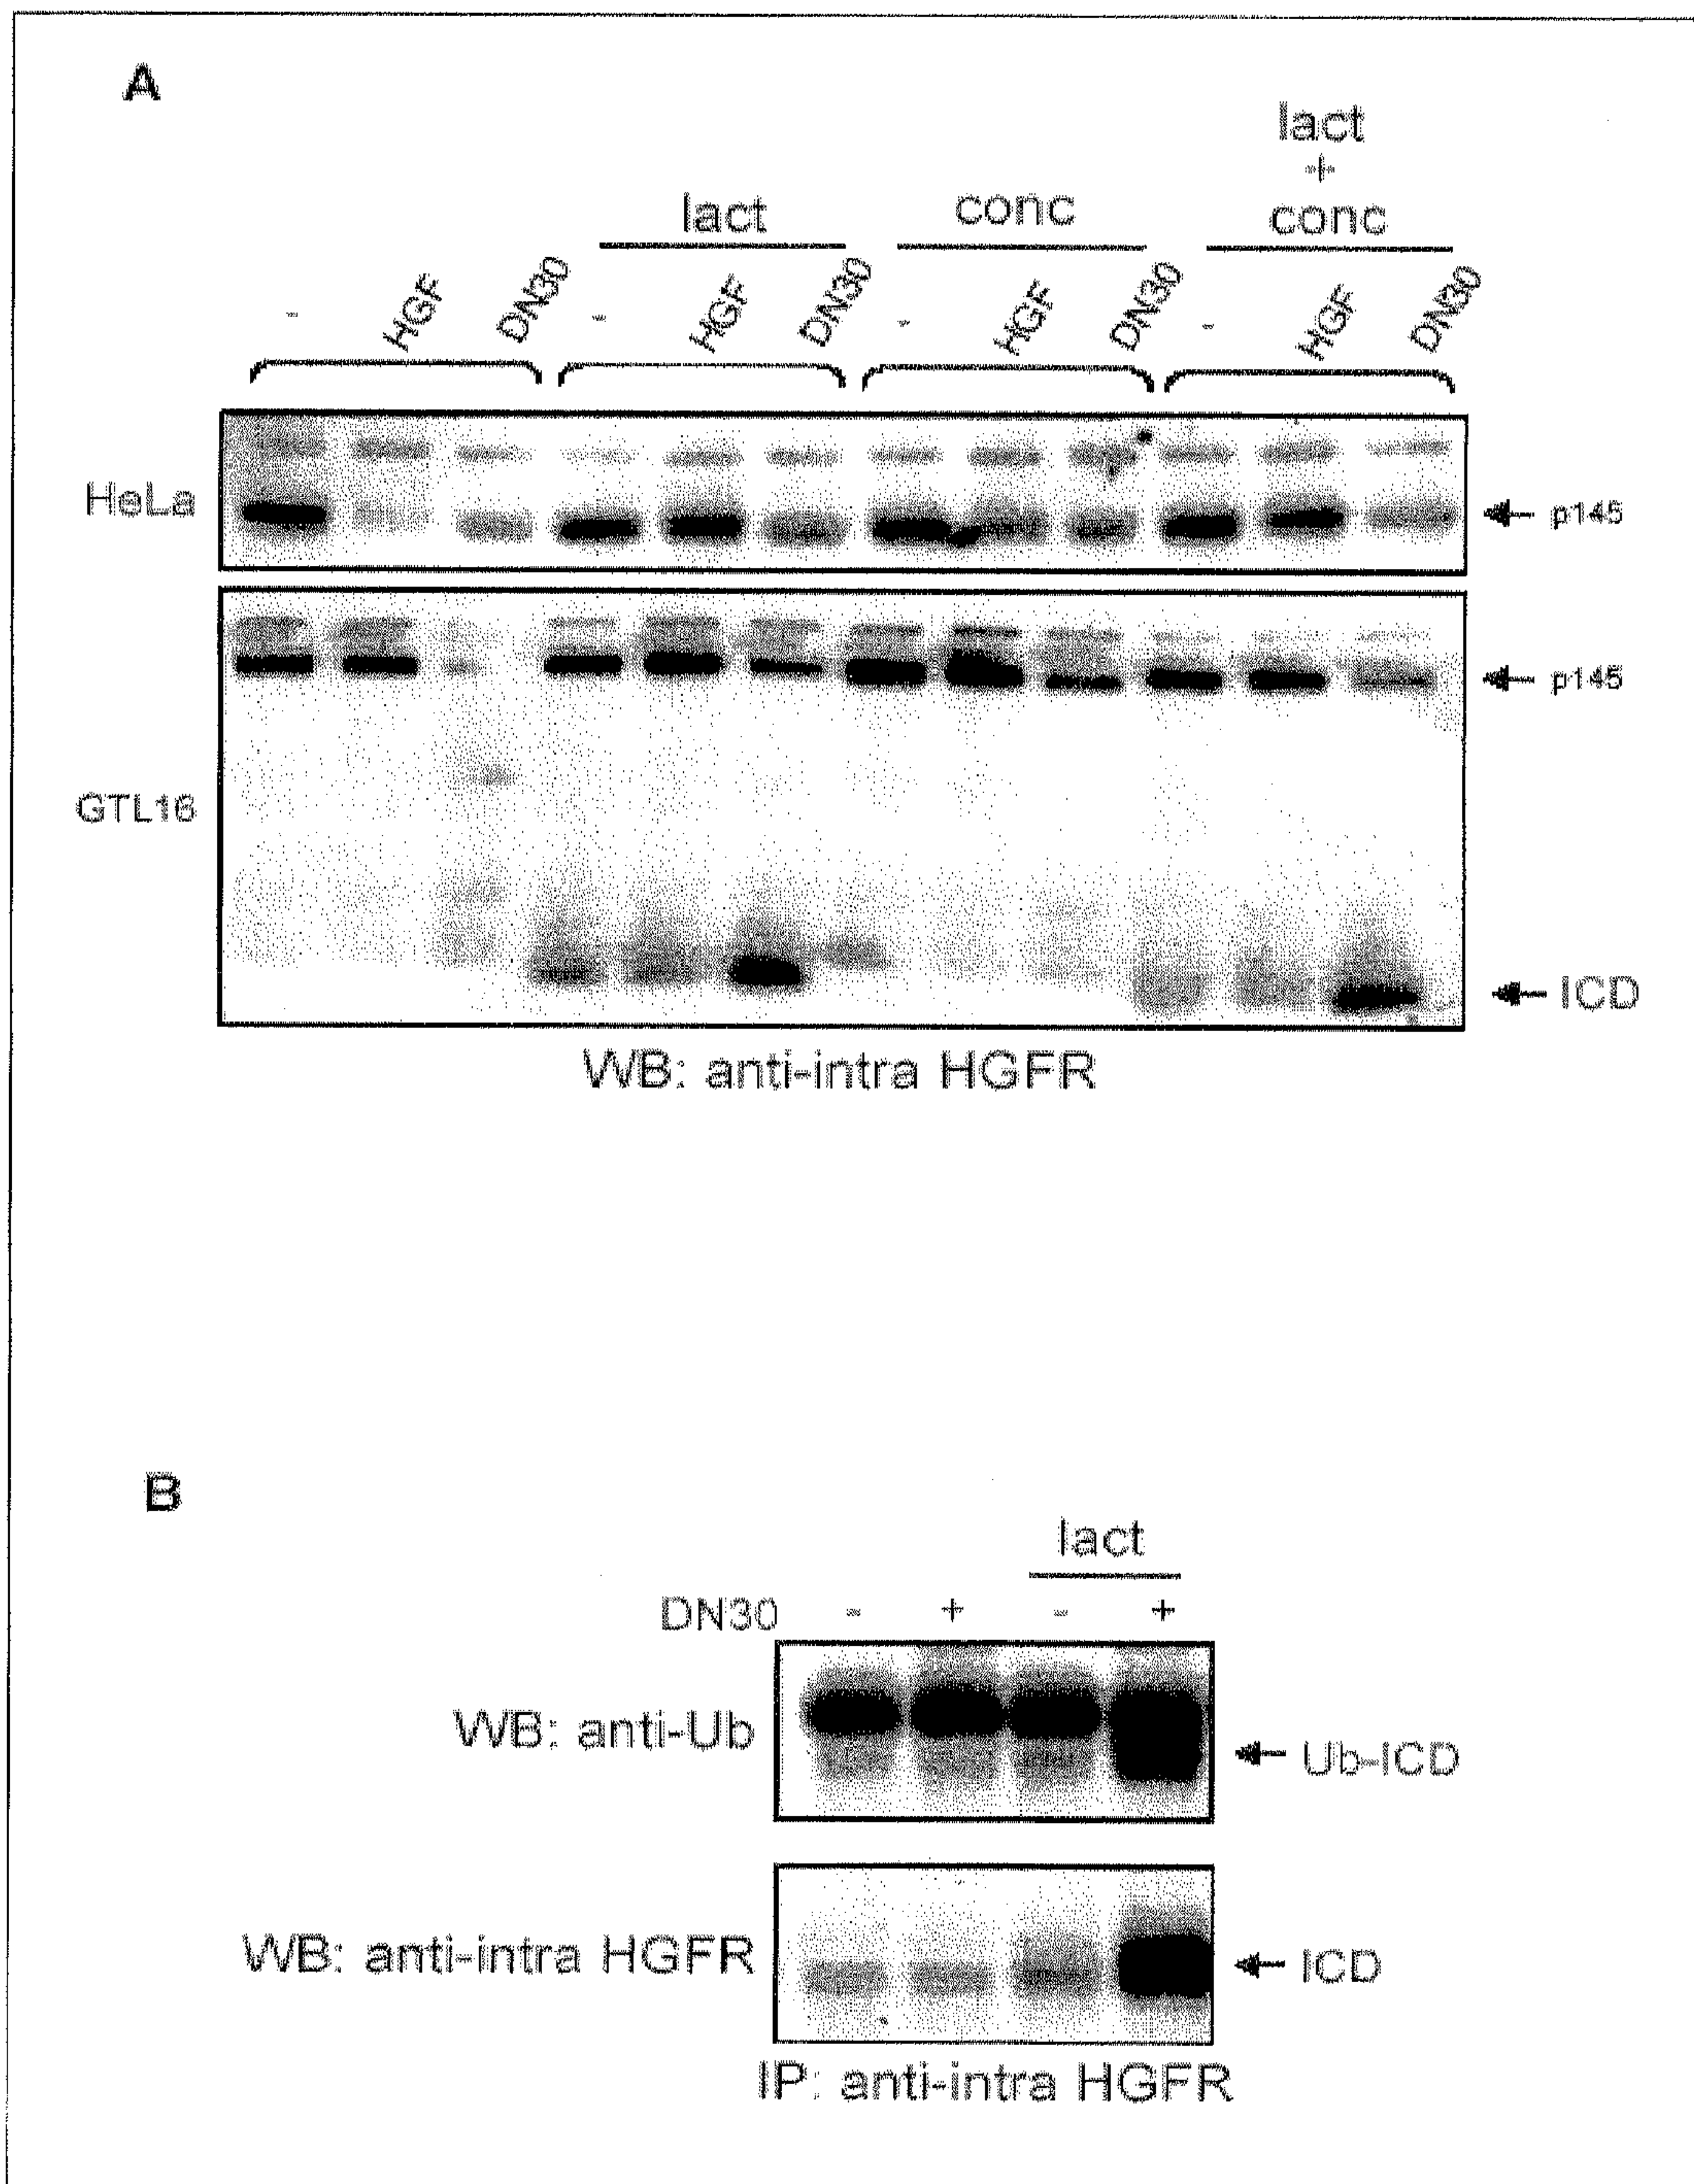 A
lact
+
lact conc conc
- HGF DN30 - HGF DN30 - HGF DN30 - HGF DN30
HeLa
p145
p145
GTL16
ICD
WB: anti-intra HGFR
B
lact
DN30 - + - +
WB: anti-Ub
Ub-ICD
WB: anti-intra HGFR
ICD
IP: anti-intra HGFR